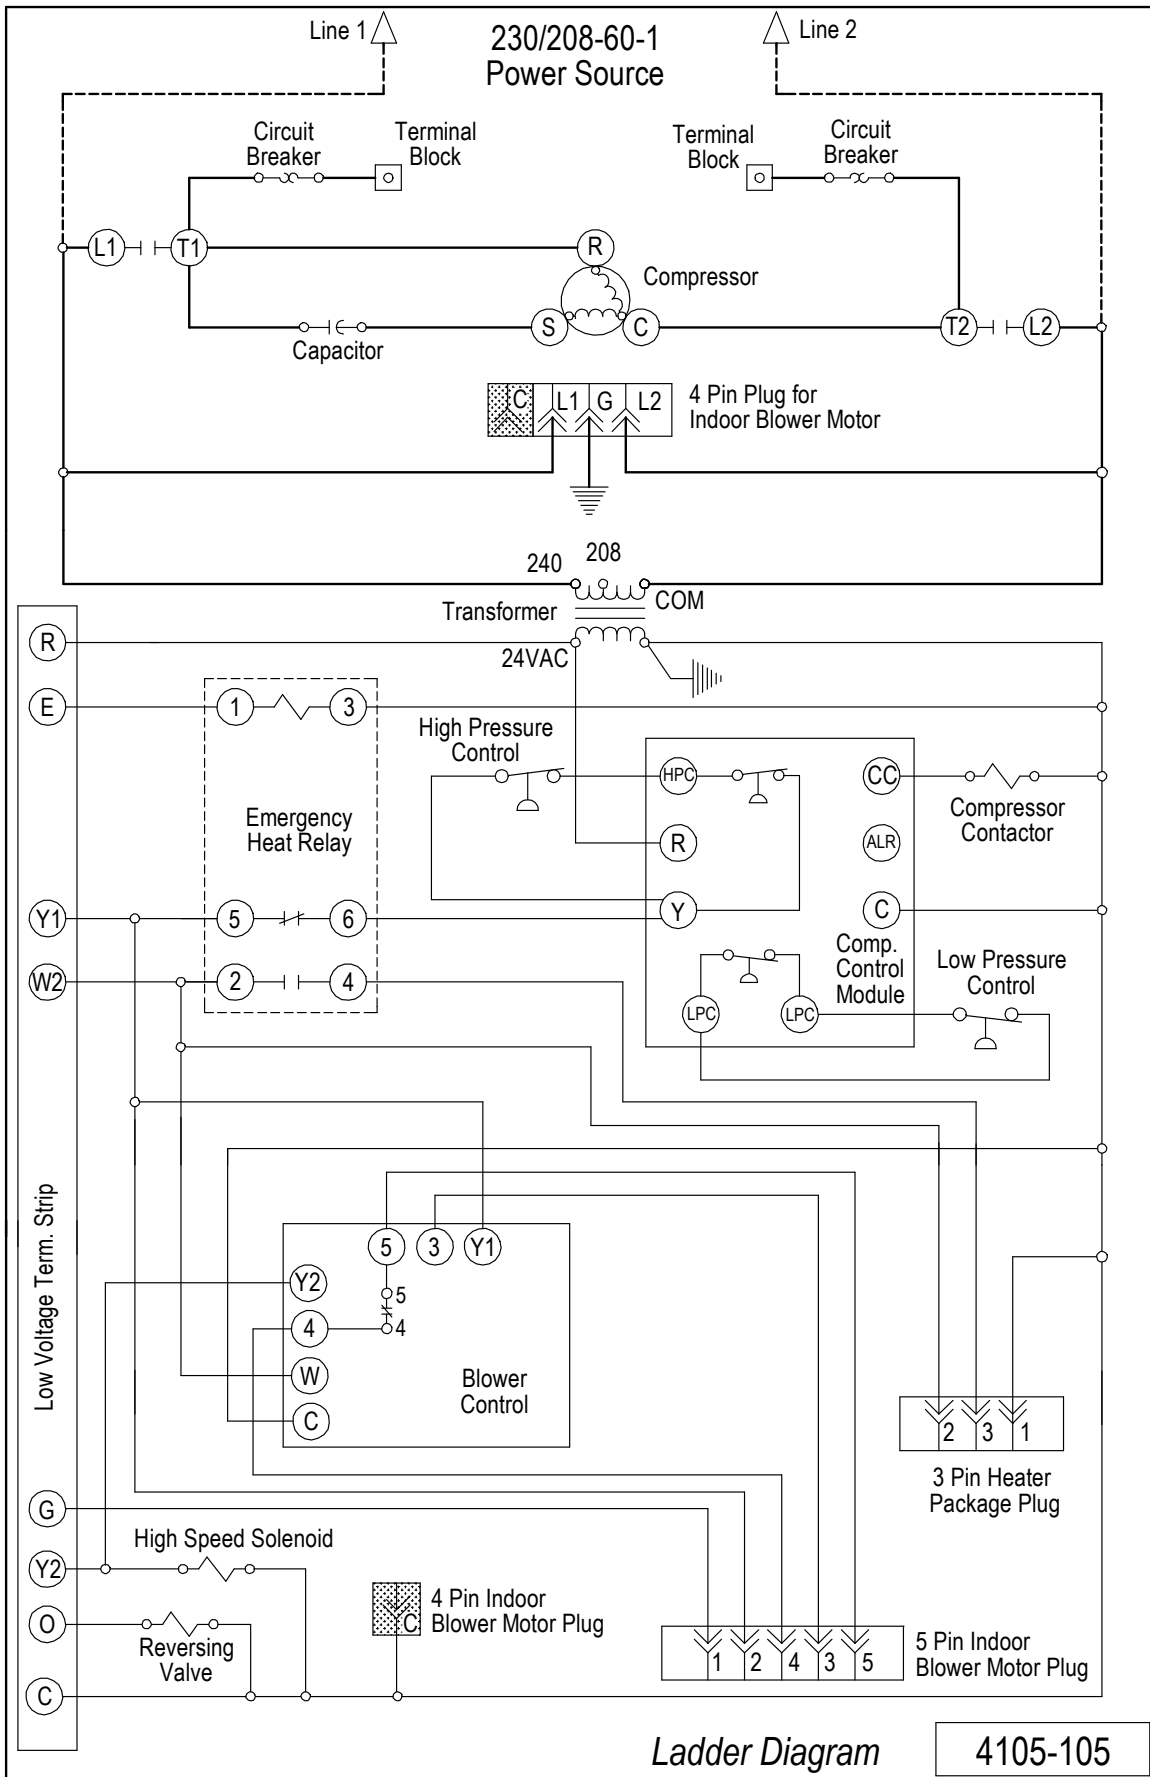 Line 1
230/208-60-1
Power Source
Line 2
Circuit
Breaker
Terminal
Block
Terminal
Block
Circuit
Breaker
L1
T1
R
Compressor
S
C
T2
L2
Capacitor
C
L1
G
L2
4 Pin Plug for
Indoor Blower Motor
240
208
Transformer
COM
24VAC
R
E
1
3
High Pressure
Control
HPC
CC
Compressor
Contactor
Emergency
Heat Relay
R
ALR
Y1
5
6
Y
C
W2
2
4
Comp.
Control
Module
Low Pressure
Control
LPC
LPC
Low Voltage Term. Strip
5
3
Y1
Y2
5
4
4
W
C
Blower
Control
2
3
1
3 Pin Heater
Package Plug
G
High Speed Solenoid
Y2
O
Reversing
Valve
C
C
4 Pin Indoor
Blower Motor Plug
1
2
4
3
5
5 Pin Indoor
Blower Motor Plug
Ladder Diagram
4105-105